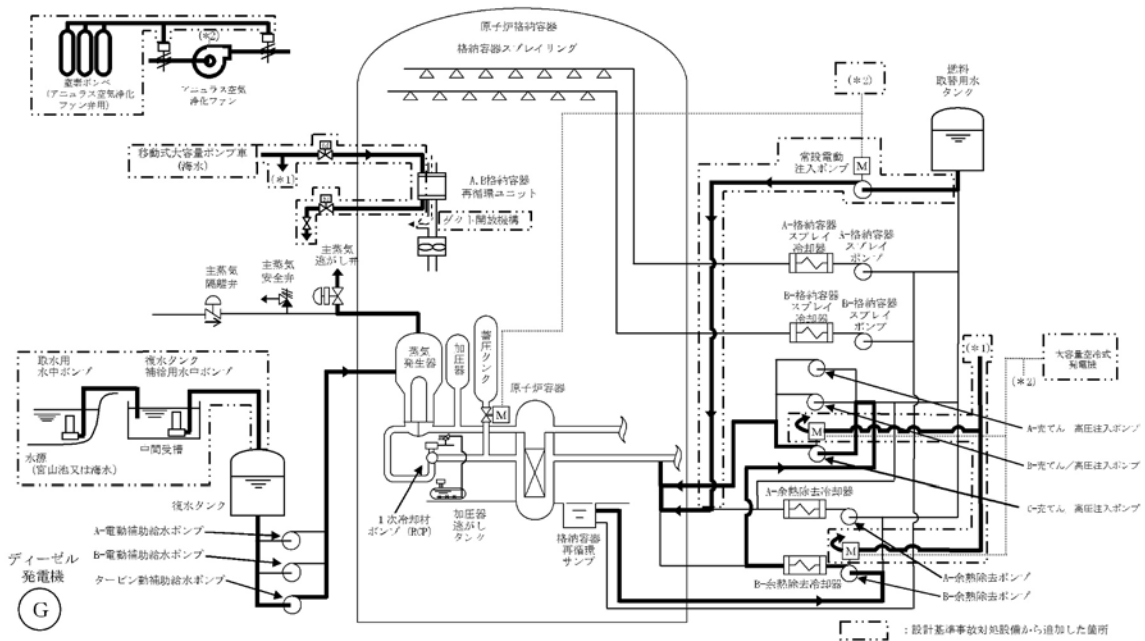 原子炉格納容器
格納容器スプレイリング
(*2)
窒素ボンベ
(アニュラス空気浄化
ファン弁用)
アニュラス空気
浄化ファン
移動式大容量ポンプ車
(海水)
(*1)
A,B格納容器
再循環ユニット
ダクト開放機構
(*2)
燃料
取替用水
タンク
常設電動
注入ポンプ
M
A-格納容器
スプレイ
冷却器
A-格納容器
スプレイ
ポンプ
B-格納容器
スプレイ
冷却器
B-格納容器
スプレイ
ポンプ
主蒸気
隔離弁
主蒸気
安全弁
主蒸気
逃がし弁
取水用
水中ポンプ
復水タンク
補給用水中ポンプ
中間受槽
水源
(宮山池又は海水)
復水タンク
蒸気
発生器
加圧器
蓄圧タンク
M
原子炉容器
1次冷却材
ポンプ(RCP)
加圧器
逃がし
タンク
格納容器
再循環
サンプ
(*1)
大容量空冷式
発電機
(*2)
M
A-充てん/高圧注入ポンプ
B-充てん/高圧注入ポンプ
C-充てん/高圧注入ポンプ
A-余熱除去冷却器
M
B-余熱除去冷却器
A-余熱除去ポンプ
B-余熱除去ポンプ
A-電動補助給水ポンプ
B-電動補助給水ポンプ
タービン動補助給水ポンプ
ディーゼル
発電機
G
:設計基準事故対処設備から追加した箇所